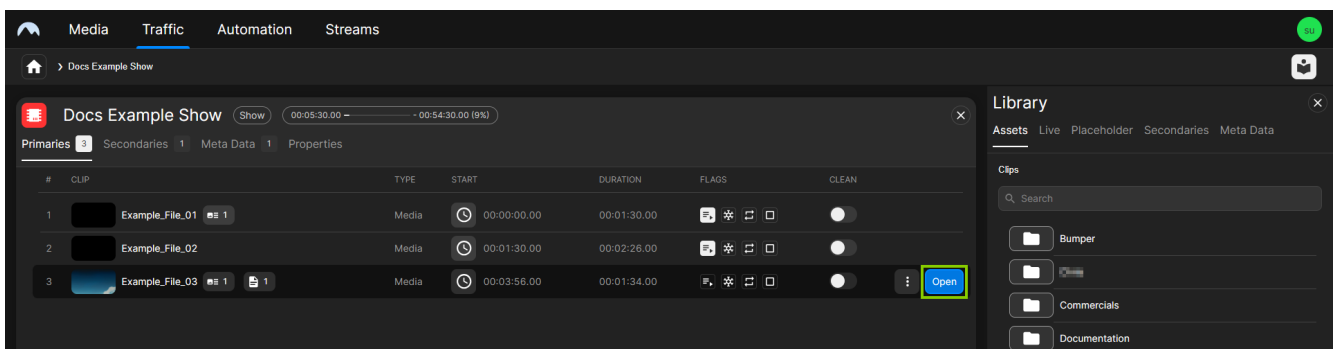 Media Traffic Automation Streams
su
> Docs Example Show
Docs Example Show Show 00:05:30.00 - 00:54:30.00 (9%)
Primaries 3 Secondaries 1 Meta Data 1 Properties
# CLIP TYPE START DURATION FLAGS CLEAN
1 Example_File_01 1 Media 00:00:00.00 00:01:30.00
2 Example_File_02 Media 00:01:30.00 00:02:26.00
3 Example_File_03 1 1 Media 00:03:56.00 00:01:34.00 Open
Library
Assets Live Placeholder Secondaries Meta Data
Clips
Search
Bumper
Commercials
Documentation